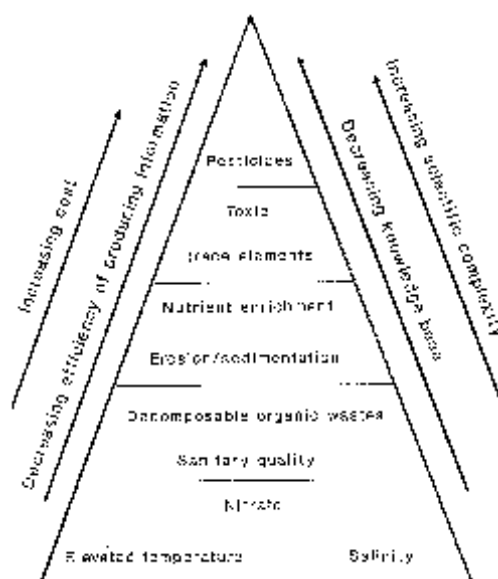 Pesticides
Toxic
trace elements
Nutrient enrichment
Erosion/sedimentation
Decomposable organic wastes
Sanitary quality
Nitrate
Elevated temperature
Salinity
Increasing cost
Decreasing efficiency of producing information
Decreasing knowledge base
Increasing scientific complexity